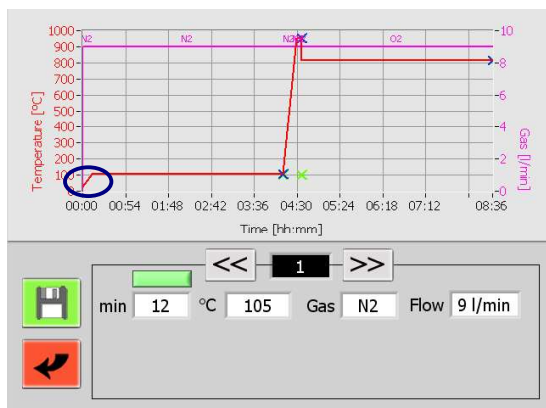 1000
900
800
700
600
500
400
300
200
100
0
Temperature [ºC]
N2
N2
N2
O2
10
8
6
4
2
0
Gas [l/min]
00:00 00:54 01:48 02:42 03:36 04:30 05:24 06:18 07:12 08:36
Time [hh:mm]
<< 1 >>
min 12 °C 105 Gas N2 Flow 9 l/min